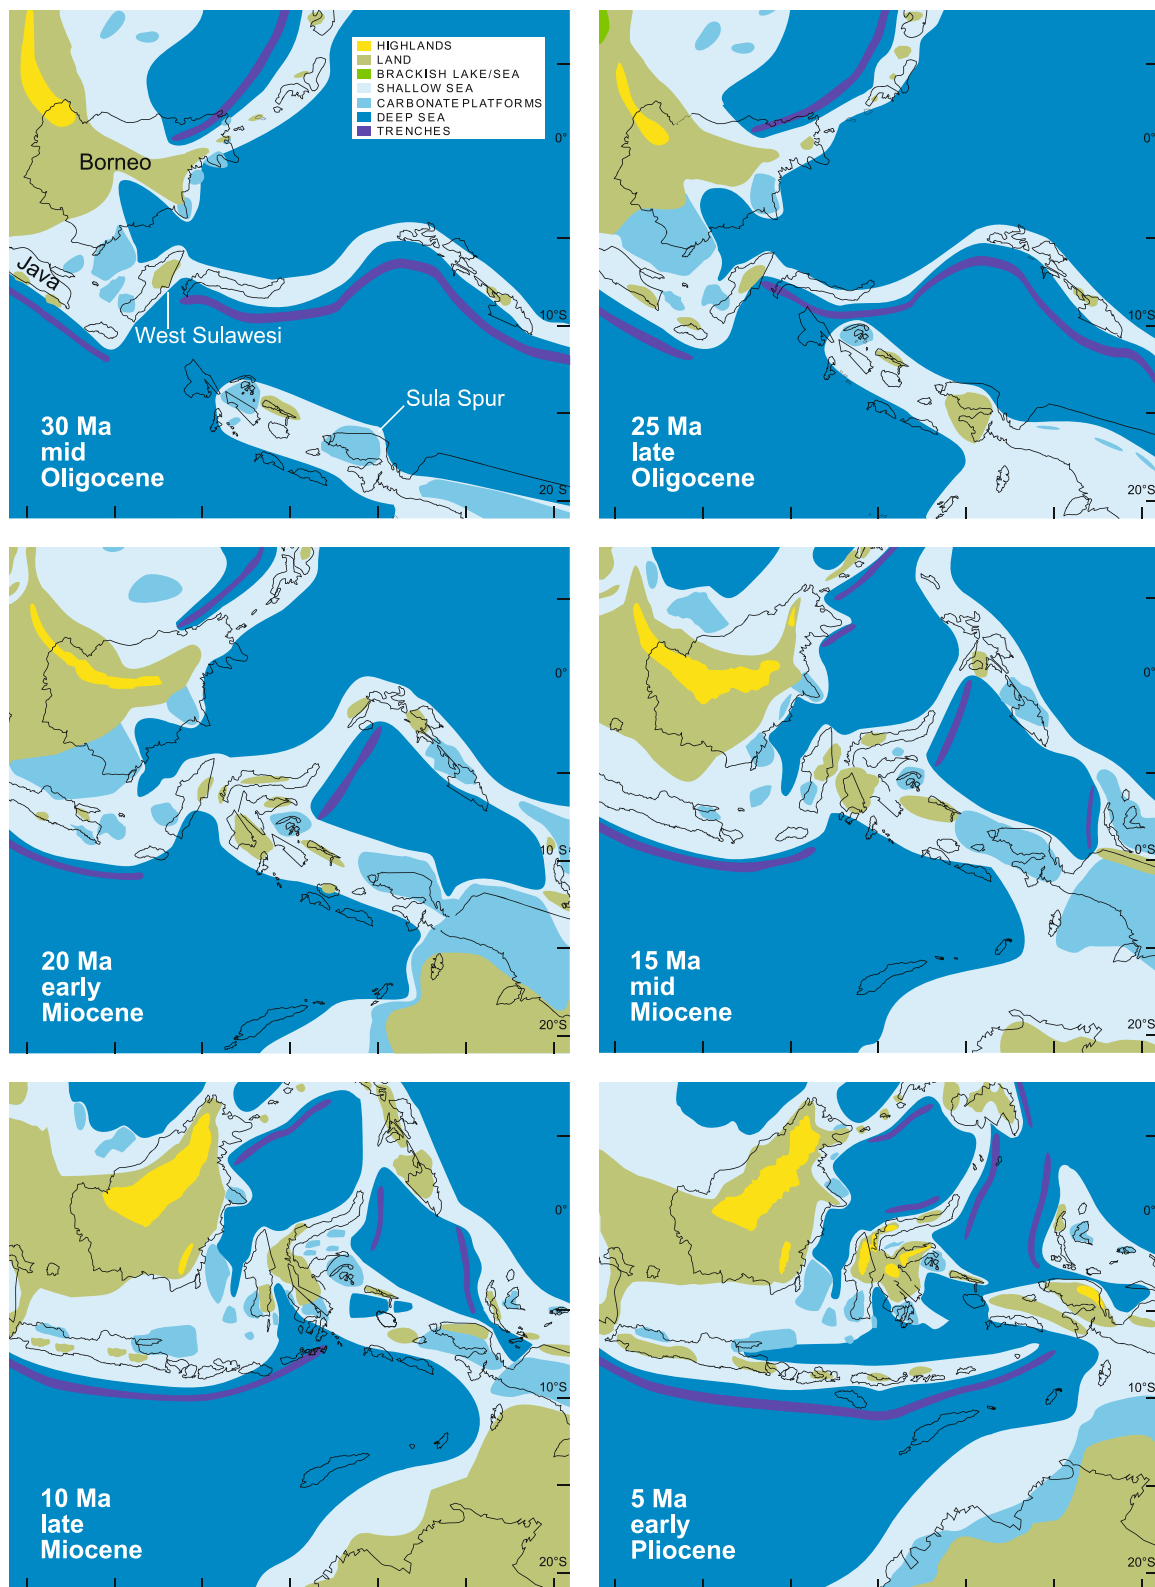 HIGHLANDS
LAND
BRACKISH LAKE/SEA
SHALLOW SEA
CARBONATE PLATFORMS
DEEP SEA
TRENCHES
0°
Borneo
Java
West Sulawesi
10°S
Sula Spur
30 Ma
mid
Oligocene
20 S
0°
10°S
25 Ma
late
Oligocene
20°S
0°
10 S
20 Ma
early
Miocene
20°S
0°
0°S
15 Ma
mid
Miocene
20°S
0°
10°S
10 Ma
late
Miocene
20°S
0°
10°S
5 Ma
early
Pliocene
20°S